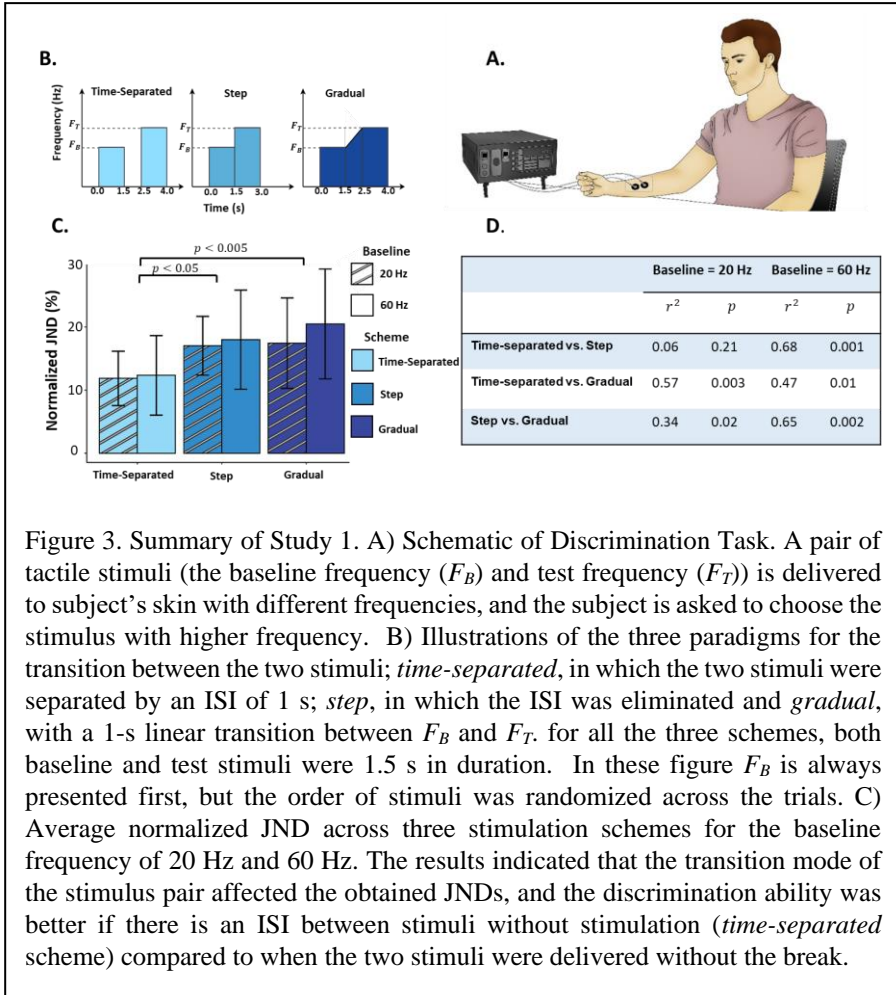 B.
A.
Time-Separated
Step
Gradual
Frequency (Hz)
F_T
F_B
F_T
F_B
F_T
F_B
0.0 1.5 2.5 4.0
0.0 1.5 3.0
0.0 1.5 2.5 4.0
Time (s)
C.
D.
p < 0.005
p < 0.05
Normalized JND (%)
30
20
10
0
Time-Separated Step Gradual
Baseline
20 Hz
60 Hz
Scheme
Time-Separated
Step
Gradual
Baseline = 20 Hz Baseline = 60 Hz
r² p r² p
Time-separated vs. Step 0.06 0.21 0.68 0.001
Time-separated vs. Gradual 0.57 0.003 0.47 0.01
Step vs. Gradual 0.34 0.02 0.65 0.002
Figure 3. Summary of Study 1. A) Schematic of Discrimination Task. A pair of
tactile stimuli (the baseline frequency (F_B) and test frequency (F_T)) is delivered
to subject's skin with different frequencies, and the subject is asked to choose the
stimulus with higher frequency. B) Illustrations of the three paradigms for the
transition between the two stimuli; time-separated, in which the two stimuli were
separated by an ISI of 1 s; step, in which the ISI was eliminated and gradual,
with a 1-s linear transition between F_B and F_T. for all the three schemes, both
baseline and test stimuli were 1.5 s in duration. In these figure F_B is always
presented first, but the order of stimuli was randomized across the trials. C)
Average normalized JND across three stimulation schemes for the baseline
frequency of 20 Hz and 60 Hz. The results indicated that the transition mode of
the stimulus pair affected the obtained JNDs, and the discrimination ability was
better if there is an ISI between stimuli without stimulation (time-separated
scheme) compared to when the two stimuli were delivered without the break.